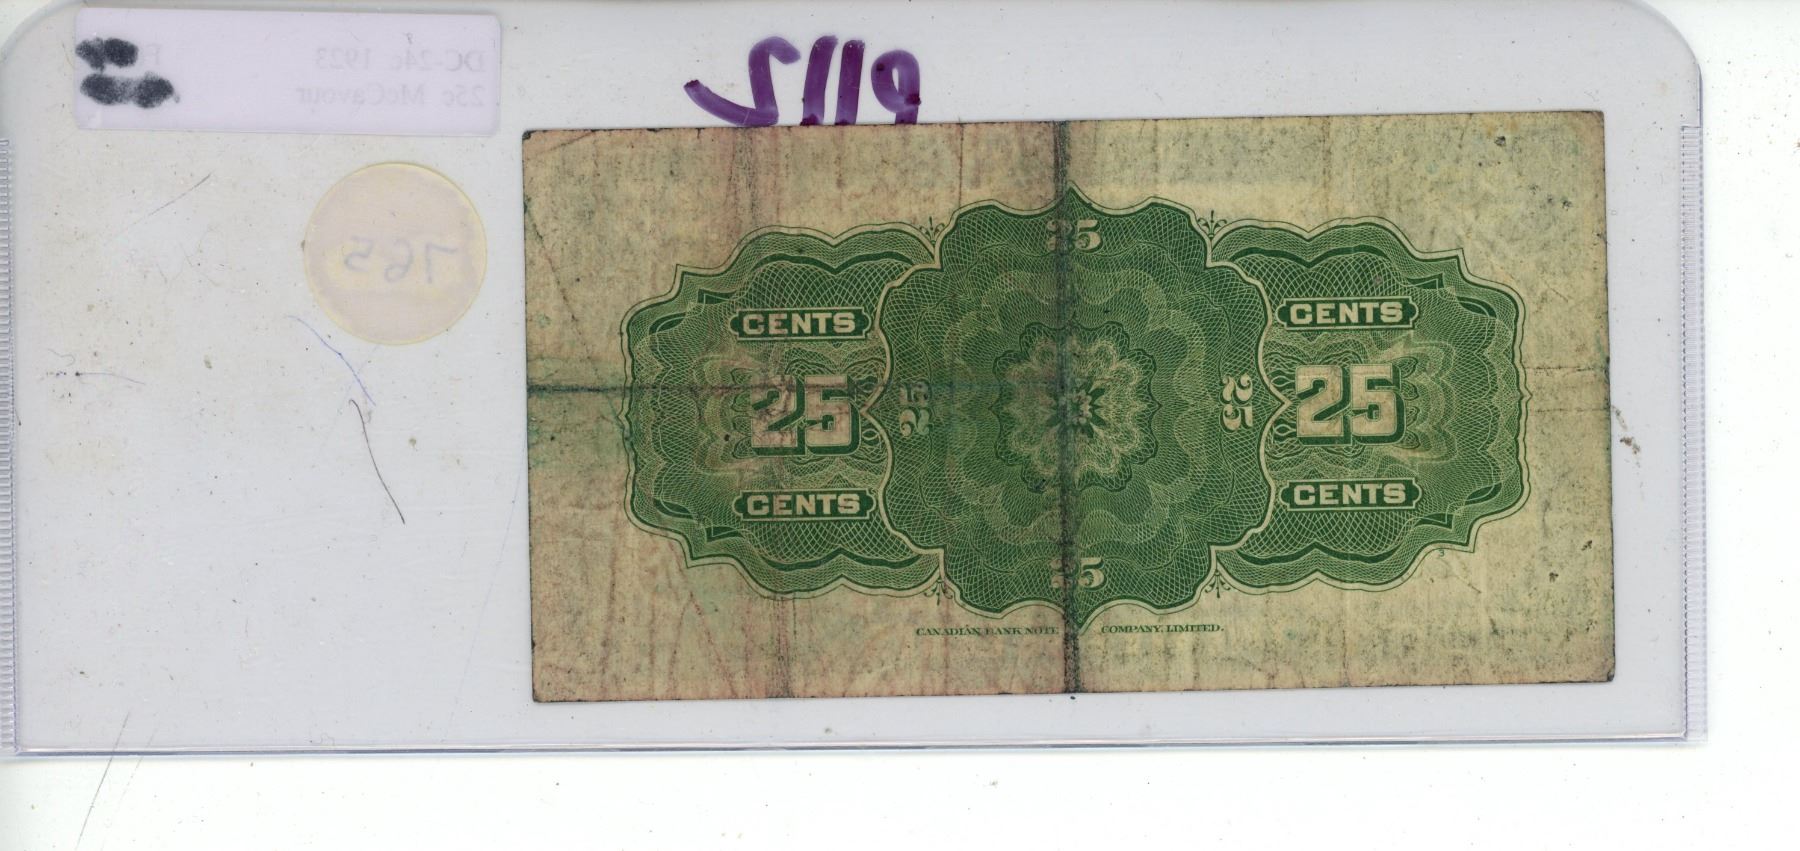 DC-24c 1923
25c McCavour
765
25
CENTS
CENTS
25
25
25
25
CENTS
CENTS
25
CANADIAN BANK NOTE COMPANY, LIMITED.